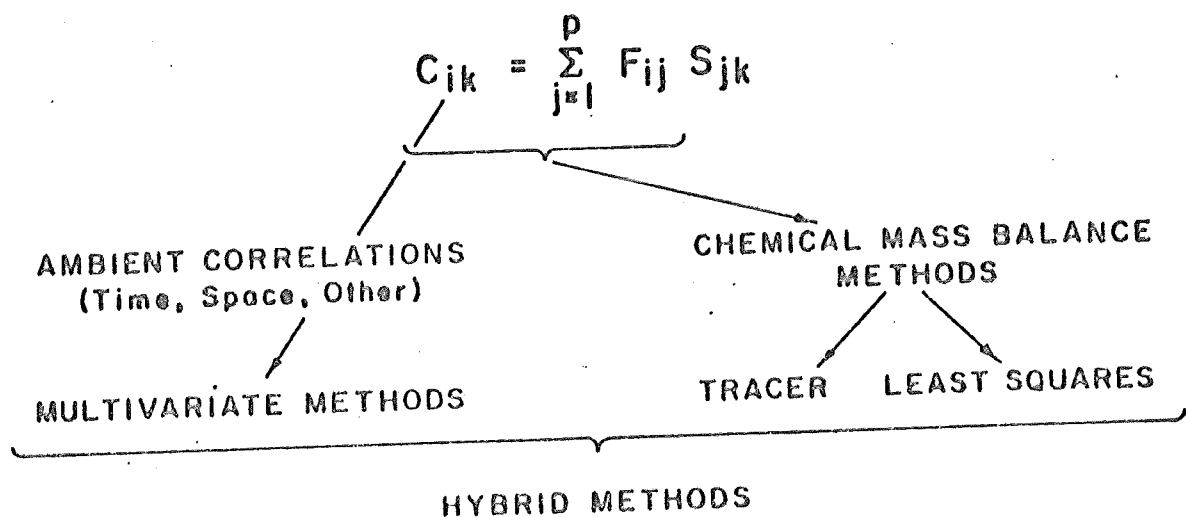 p
C_ik = Σ F_ij S_jk
j=1
AMBIENT CORRELATIONS
(Time, Space, Other)
CHEMICAL MASS BALANCE
METHODS
MULTIVARIATE METHODS
TRACER LEAST SQUARES
HYBRID METHODS